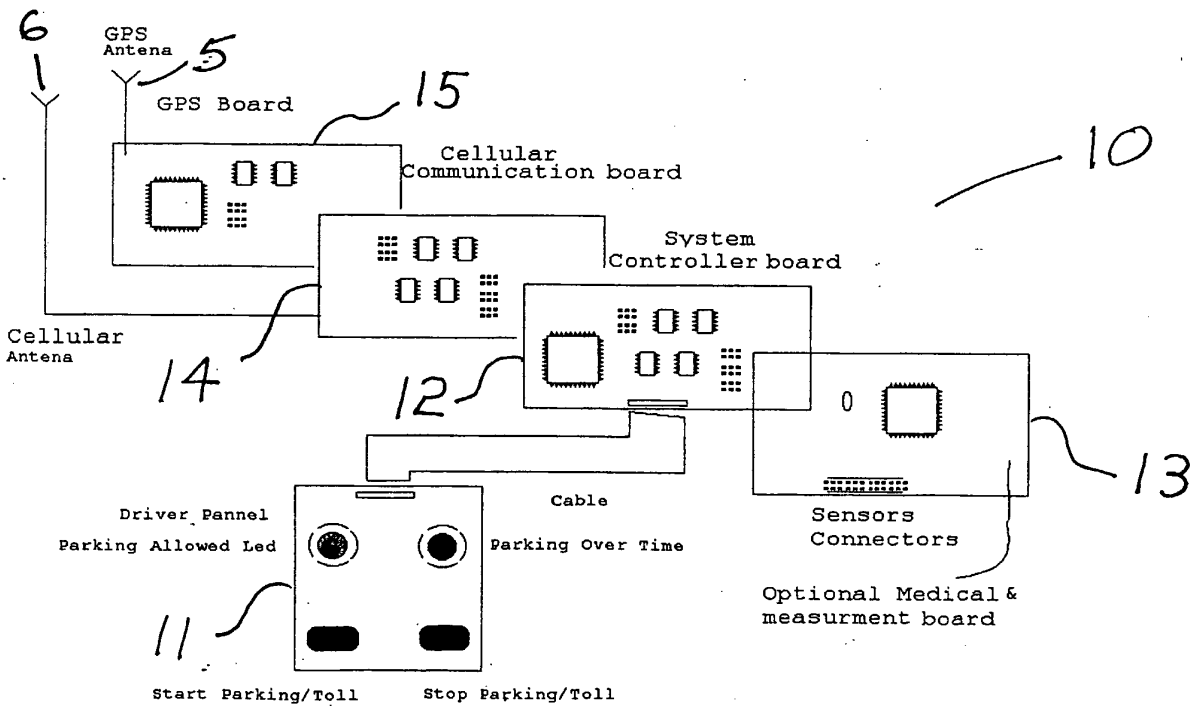 6
GPS
Antena
5
GPS Board
15
Cellular
Communication board
10
System
Controller board
Cellular
Antena
14
12
13
Cable
Sensors
Connectors
Driver Pannel
Parking Allowed Led
Parking Over Time
Optional Medical &
measurment board
11
Start Parking/Toll
Stop Parking/Toll